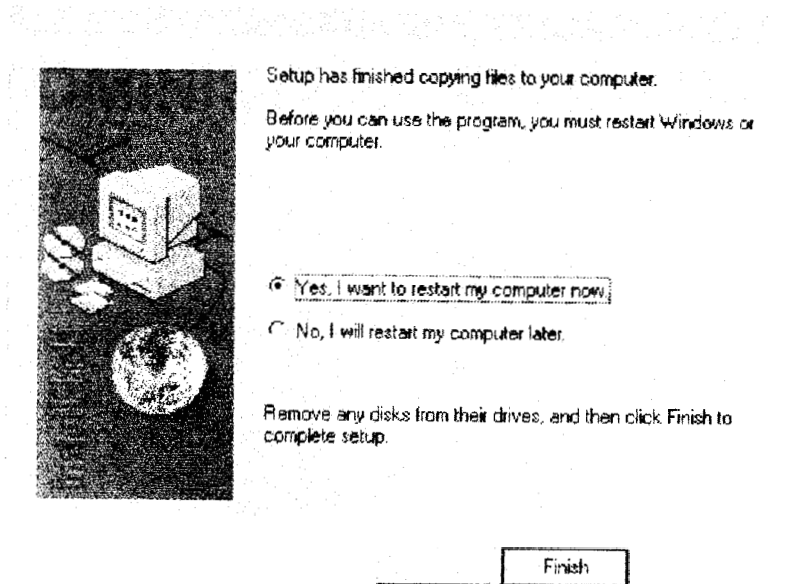 Setup has finished copying files to your computer.
Before you can use the program, you must restart Windows or
your computer.
Yes, I want to restart my computer now.
No, I will restart my computer later.
Remove any disks from their drives, and then click Finish to
complete setup.
Finish